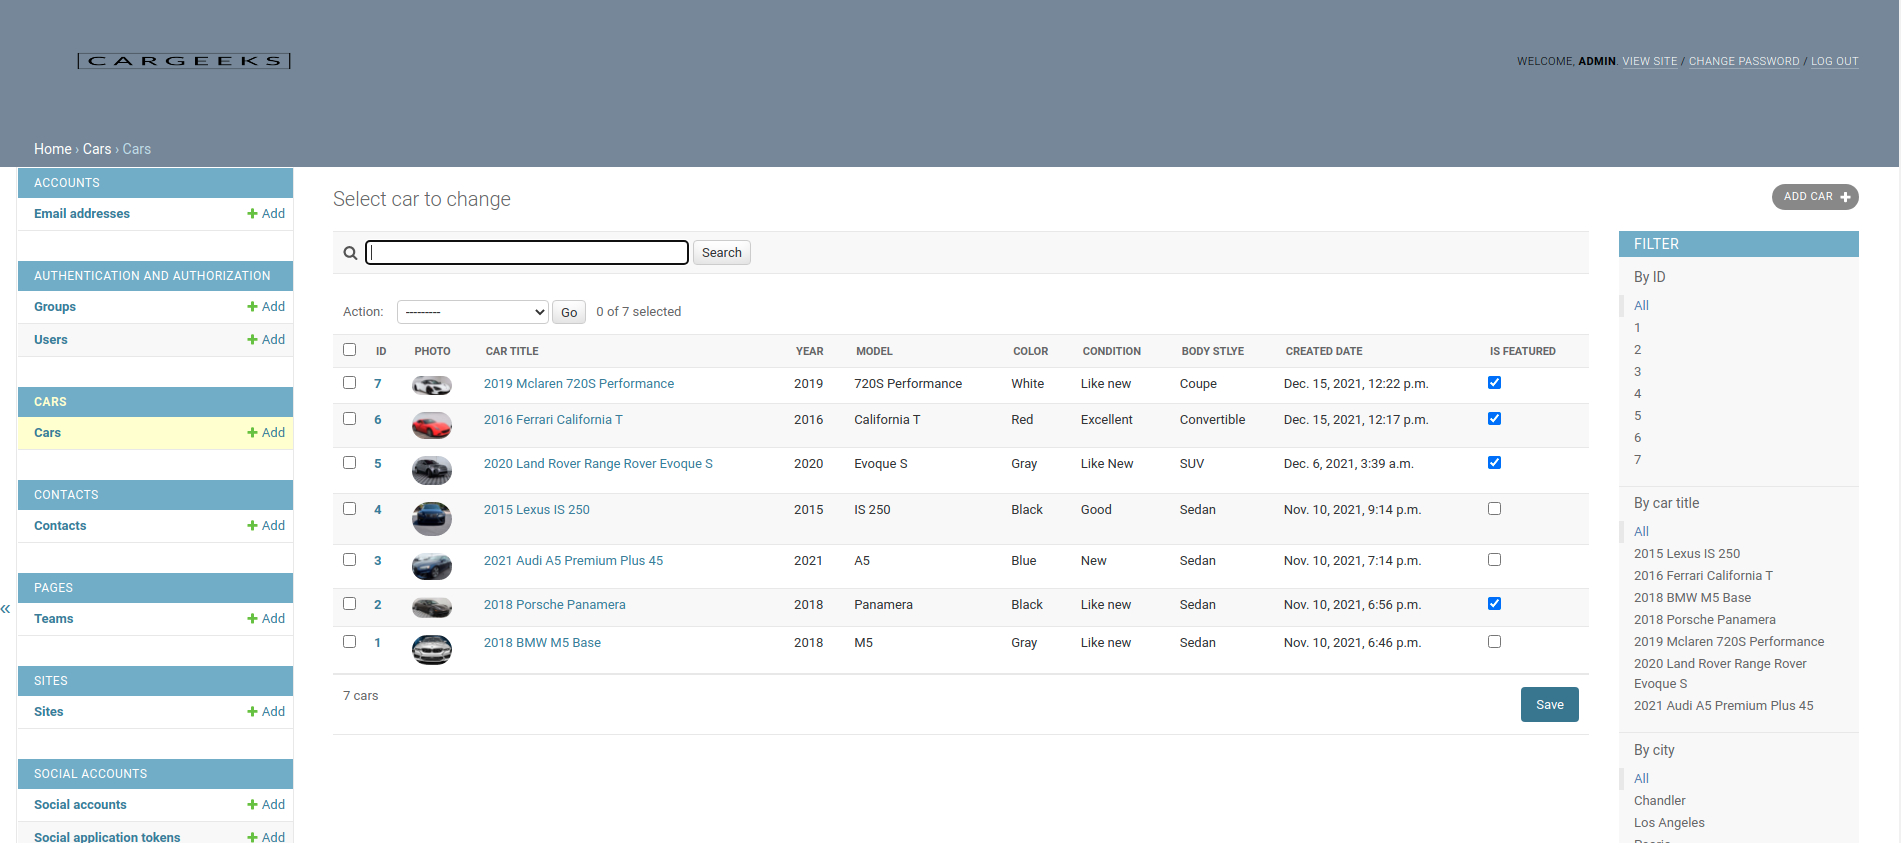 CARGEEKS
WELCOME, ADMIN. VIEW SITE / CHANGE PASSWORD / LOG OUT
Home › Cars › Cars
ACCOUNTS
Email addresses + Add
AUTHENTICATION AND AUTHORIZATION
Groups + Add
Users + Add
CARS
Cars + Add
CONTACTS
Contacts + Add
PAGES
«
Teams + Add
SITES
Sites + Add
SOCIAL ACCOUNTS
Social accounts + Add
Social application tokens + Add
Select car to change
ADD CAR +
Search
Action: --------- Go 0 of 7 selected
ID PHOTO CAR TITLE YEAR MODEL COLOR CONDITION BODY STLYE CREATED DATE IS FEATURED
7 2019 Mclaren 720S Performance 2019 720S Performance White Like new Coupe Dec. 15, 2021, 12:22 p.m.
6 2016 Ferrari California T 2016 California T Red Excellent Convertible Dec. 15, 2021, 12:17 p.m.
5 2020 Land Rover Range Rover Evoque S 2020 Evoque S Gray Like New SUV Dec. 6, 2021, 3:39 a.m.
4 2015 Lexus IS 250 2015 IS 250 Black Good Sedan Nov. 10, 2021, 9:14 p.m.
3 2021 Audi A5 Premium Plus 45 2021 A5 Blue New Sedan Nov. 10, 2021, 7:14 p.m.
2 2018 Porsche Panamera 2018 Panamera Black Like new Sedan Nov. 10, 2021, 6:56 p.m.
1 2018 BMW M5 Base 2018 M5 Gray Like new Sedan Nov. 10, 2021, 6:46 p.m.
7 cars
Save
FILTER
By ID
All
1
2
3
4
5
6
7
By car title
All
2015 Lexus IS 250
2016 Ferrari California T
2018 BMW M5 Base
2018 Porsche Panamera
2019 Mclaren 720S Performance
2020 Land Rover Range Rover
Evoque S
2021 Audi A5 Premium Plus 45
By city
All
Chandler
Los Angeles